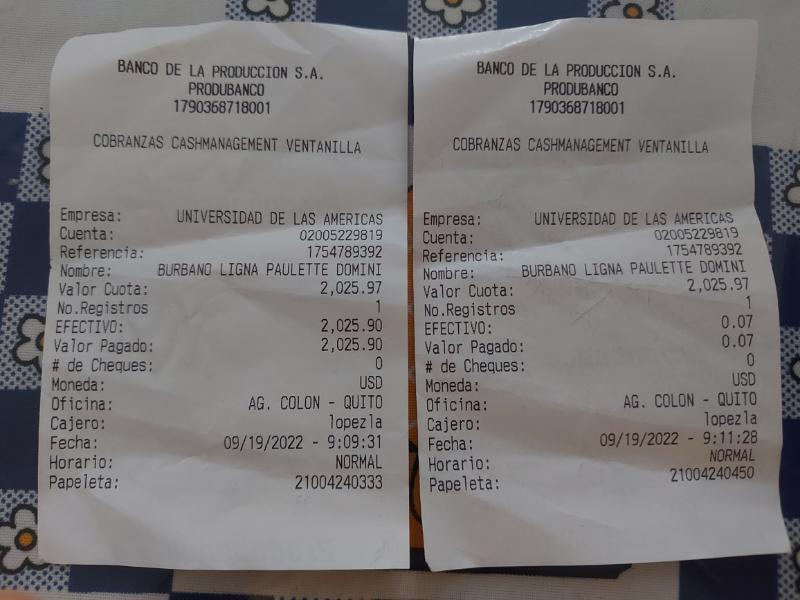 BANCO DE LA PRODUCCION S.A.
PRODUBANCO
1790368718001
COBRANZAS CASHMANAGEMENT VENTANILLA
Empresa: UNIVERSIDAD DE LAS AMERICAS
Cuenta: 02005229819
Referencia: 1754789392
Nombre: BURBANO LIGNA PAULETTE DOMINI
Valor Cuota: 2,025.97
No.Registros 1
EFECTIVO: 2,025.90
Valor Pagado: 2,025.90
# de Cheques: 0
Moneda: USD
Oficina: AG. COLON - QUITO
Cajero: lopezla
Fecha: 09/19/2022 - 9:09:31
Horario: NORMAL
Papeleta: 21004240333
BANCO DE LA PRODUCCION S.A.
PRODUBANCO
1790368718001
COBRANZAS CASHMANAGEMENT VENTANILLA
Empresa: UNIVERSIDAD DE LAS AMERICAS
Cuenta: 02005229819
Referencia: 1754789392
Nombre: BURBANO LIGNA PAULETTE DOMINI
Valor Cuota: 2,025.97
No.Registros 1
EFECTIVO: 0.07
Valor Pagado: 0.07
# de Cheques: 0
Moneda: USD
Oficina: AG. COLON - QUITO
Cajero: lopezla
Fecha: 09/19/2022 - 9:11:28
Horario: NORMAL
Papeleta: 21004240450